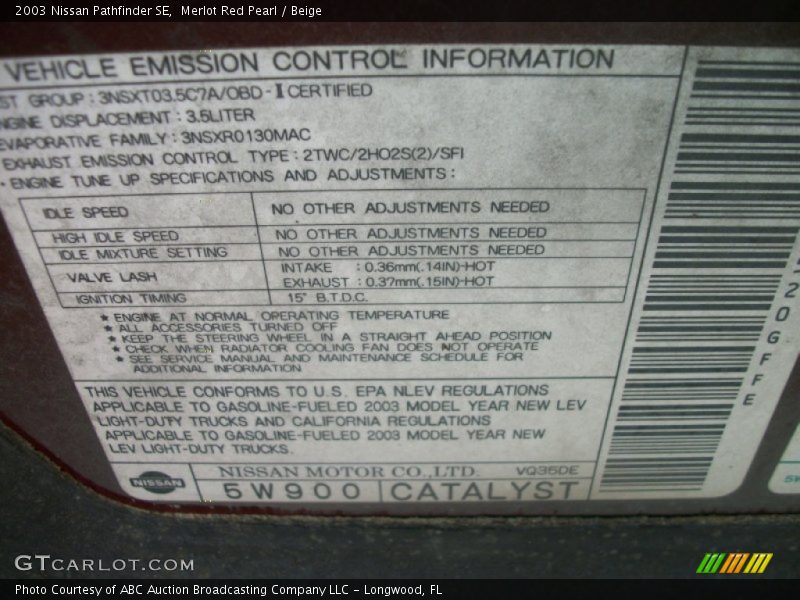 2003 Nissan Pathfinder SE, Merlot Red Pearl / Beige
VEHICLE EMISSION CONTROL INFORMATION
ST GROUP : 3NSXT03.5C7A/OBD-II CERTIFIED
NGINE DISPLACEMENT : 3.5LITER
EVAPORATIVE FAMILY : 3NSXR0130MAC
EXHAUST EMISSION CONTROL TYPE : 2TWC/2HO2S(2)/SFI
· ENGINE TUNE UP SPECIFICATIONS AND ADJUSTMENTS :
IDLE SPEED NO OTHER ADJUSTMENTS NEEDED
HIGH IDLE SPEED NO OTHER ADJUSTMENTS NEEDED
IDLE MIXTURE SETTING NO OTHER ADJUSTMENTS NEEDED
VALVE LASH INTAKE : 0.36mm(.14IN)-HOT
EXHAUST : 0.37mm(.15IN)-HOT
IGNITION TIMING 15° B.T.D.C.
★ ENGINE AT NORMAL OPERATING TEMPERATURE
★ ALL ACCESSORIES TURNED OFF
★ KEEP THE STEERING WHEEL IN A STRAIGHT AHEAD POSITION
★ CHECK WHEN RADIATOR COOLING FAN DOES NOT OPERATE
★ SEE SERVICE MANUAL AND MAINTENANCE SCHEDULE FOR
ADDITIONAL INFORMATION
THIS VEHICLE CONFORMS TO U.S. EPA NLEV REGULATIONS
APPLICABLE TO GASOLINE-FUELED 2003 MODEL YEAR NEW LEV
LIGHT-DUTY TRUCKS AND CALIFORNIA REGULATIONS
APPLICABLE TO GASOLINE-FUELED 2003 MODEL YEAR NEW
LEV LIGHT-DUTY TRUCKS.
NISSAN NISSAN MOTOR CO.,LTD. VQ35DE
5W900 CATALYST
520GFFE
GTCARLOT.COM
Photo Courtesy of ABC Auction Broadcasting Company LLC - Longwood, FL